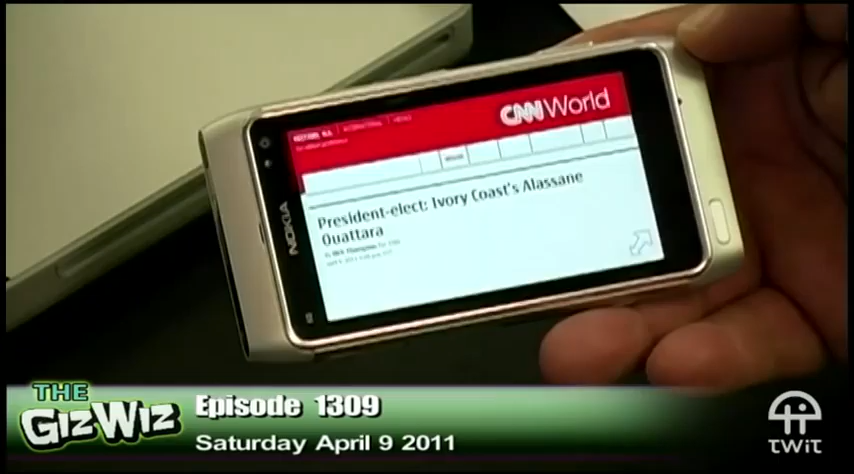 CNN World
President-elect: Ivory Coast's Alassane
Ouattara
NOKIA
THE
GIZWIZ
Episode 1309
Saturday April 9 2011
TWiT